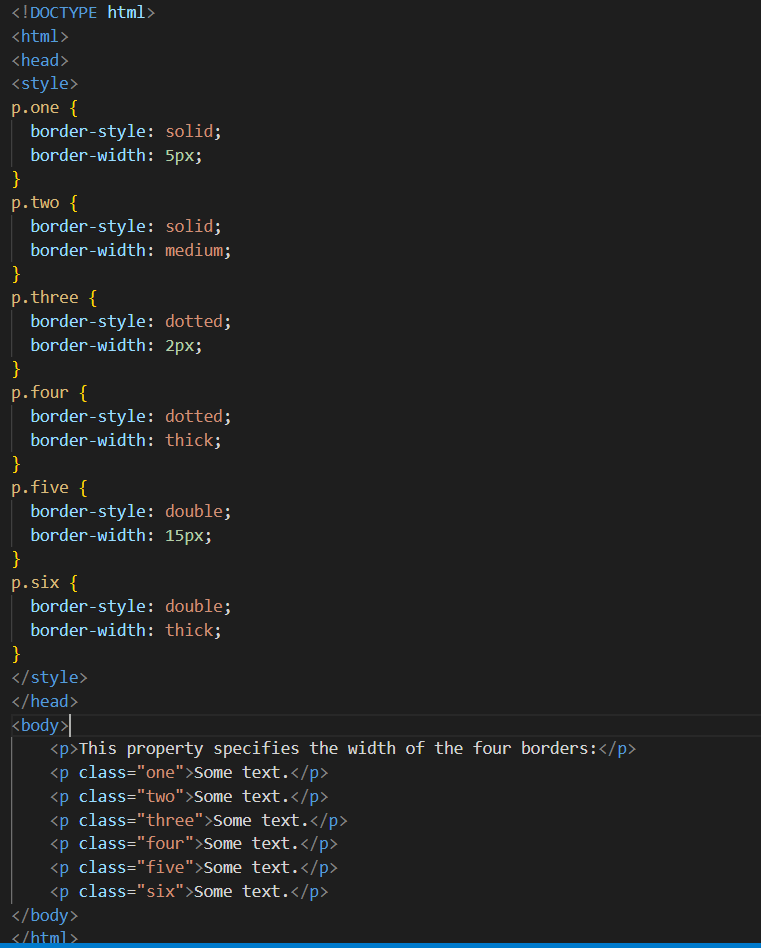 <!DOCTYPE html>
<html>
<head>
<style>
p.one {
  border-style: solid;
  border-width: 5px;
}
p.two {
  border-style: solid;
  border-width: medium;
}
p.three {
  border-style: dotted;
  border-width: 2px;
}
p.four {
  border-style: dotted;
  border-width: thick;
}
p.five {
  border-style: double;
  border-width: 15px;
}
p.six {
  border-style: double;
  border-width: thick;
}
</style>
</head>
<body>
    <p>This property specifies the width of the four borders:</p>
    <p class="one">Some text.</p>
    <p class="two">Some text.</p>
    <p class="three">Some text.</p>
    <p class="four">Some text.</p>
    <p class="five">Some text.</p>
    <p class="six">Some text.</p>
</body>
</html>